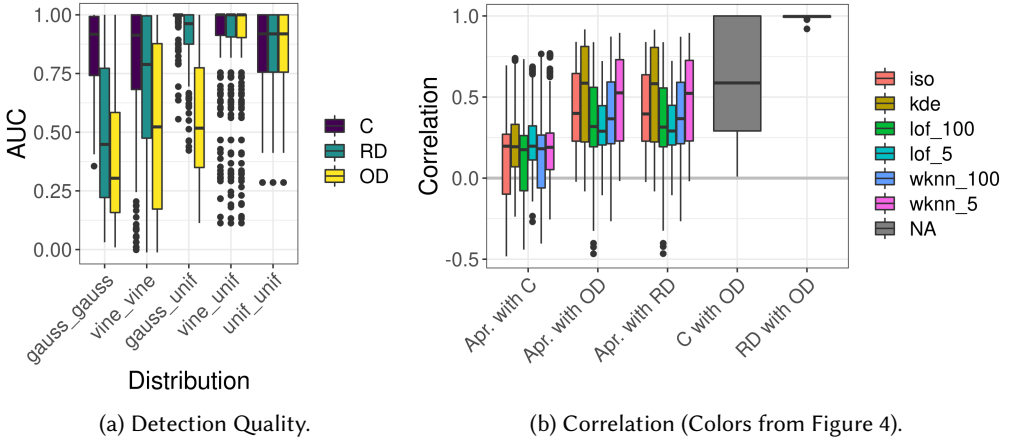 AUC
1.00
0.75
0.50
0.25
0.00
gauss_gauss
vine_vine
gauss_unif
vine_unif
unif_unif
Distribution
C
RD
OD
(a) Detection Quality.
Correlation
1.0
0.5
0.0
-0.5
Apr. with C
Apr. with OD
Apr. with RD
C with OD
RD with OD
iso
kde
lof_100
lof_5
wknn_100
wknn_5
NA
(b) Correlation (Colors from Figure 4).